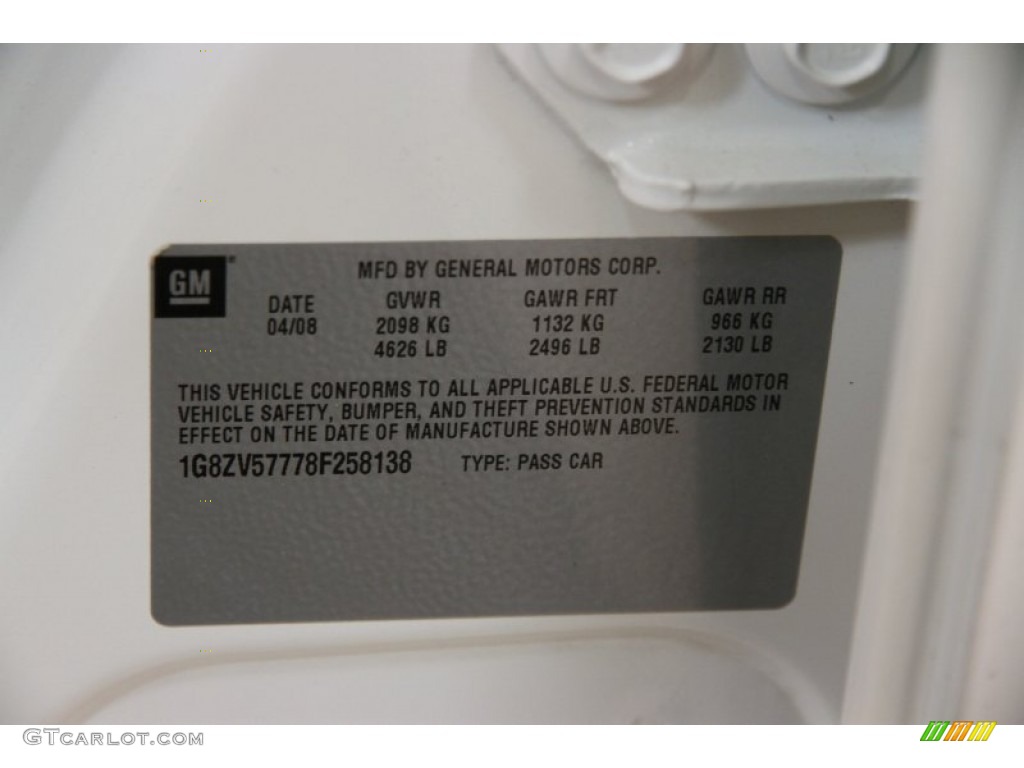 GM
MFD BY GENERAL MOTORS CORP.
DATE GVWR GAWR FRT GAWR RR
04/08 2098 KG 1132 KG 966 KG
4626 LB 2496 LB 2130 LB
THIS VEHICLE CONFORMS TO ALL APPLICABLE U.S. FEDERAL MOTOR
VEHICLE SAFETY, BUMPER, AND THEFT PREVENTION STANDARDS IN
EFFECT ON THE DATE OF MANUFACTURE SHOWN ABOVE.
1G8ZV57778F258138 TYPE: PASS CAR
GTCARLOT.COM